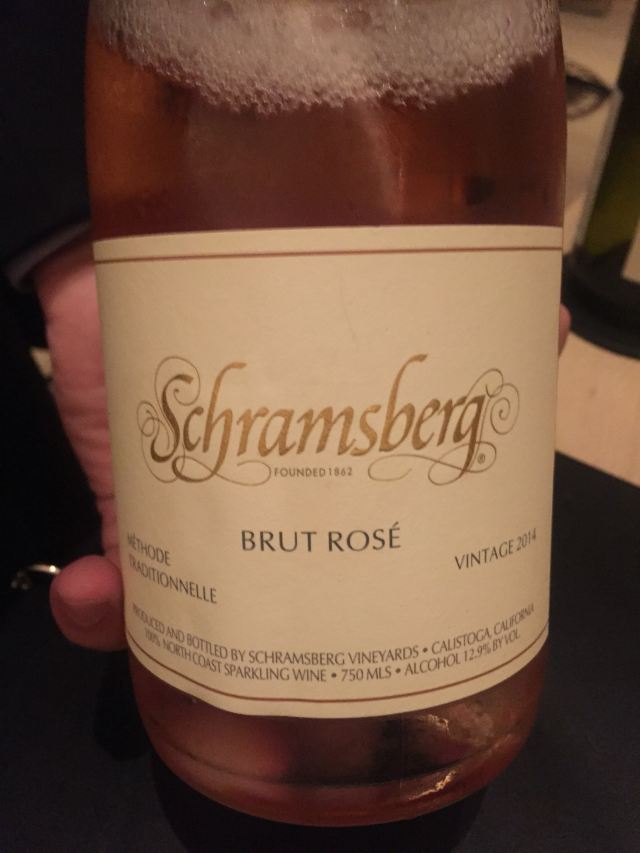 Schramsberg®
FOUNDED 1862
BRUT ROSÉ
MÉTHODE
TRADITIONNELLE
VINTAGE 2014
PRODUCED AND BOTTLED BY SCHRAMSBERG VINEYARDS • CALISTOGA, CALIFORNIA
100% NORTH COAST SPARKLING WINE • 750 MLS • ALCOHOL 12.9% BY VOL.